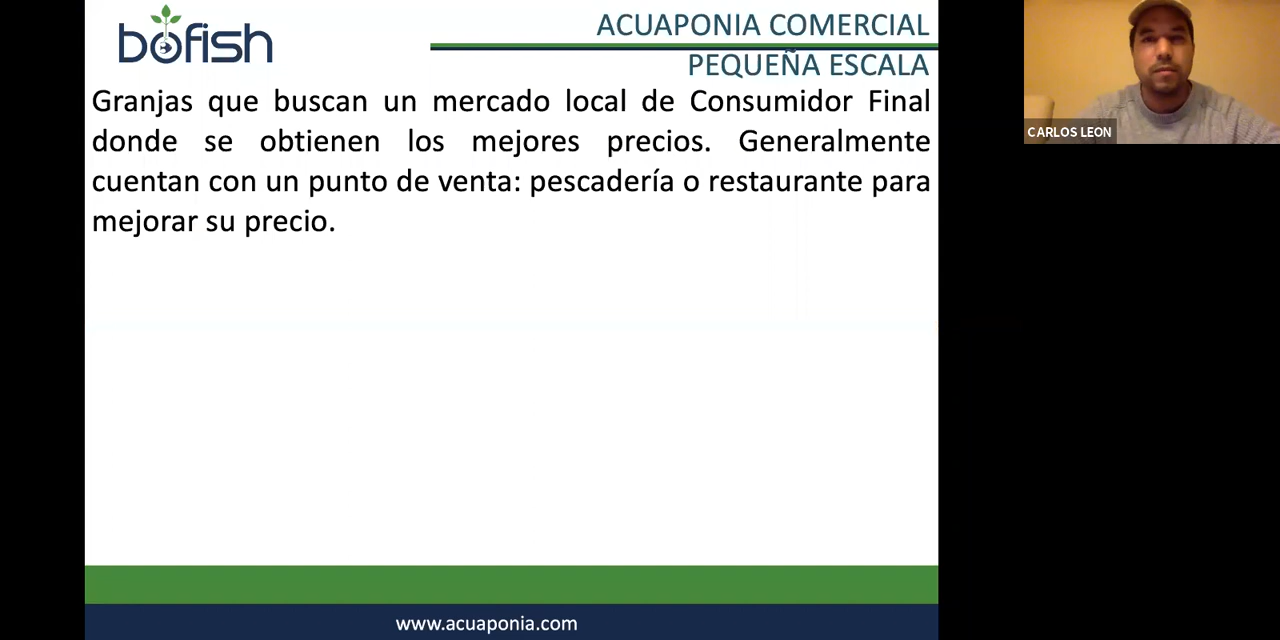 bofish
ACUAPONIA COMERCIAL
PEQUEÑA ESCALA
Granjas que buscan un mercado local de Consumidor Final
donde se obtienen los mejores precios. Generalmente
cuentan con un punto de venta: pescadería o restaurante para
mejorar su precio.
CARLOS LEON
www.acuaponia.com